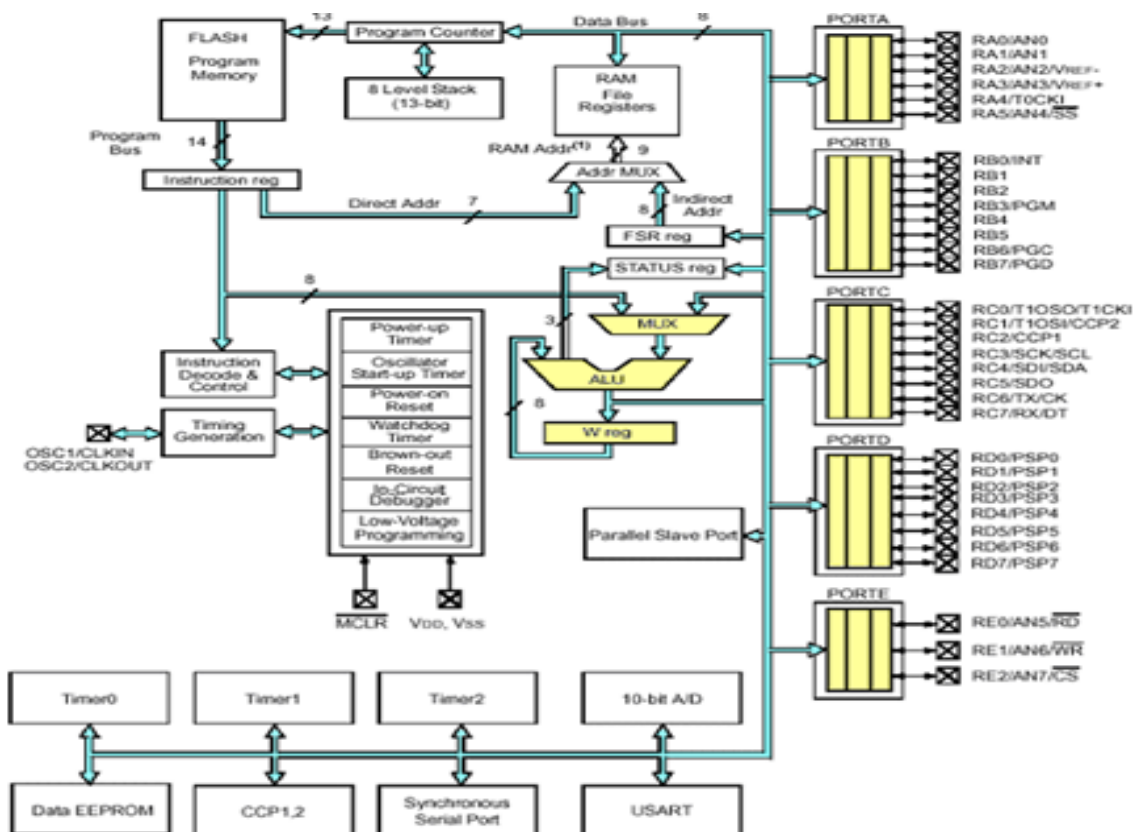 FLASH
Program
Memory
13
Program Counter
Data Bus
8
8 Level Stack
(13-bit)
RAM
File
Registers
Program
Bus
14
RAM Addr(1)
9
Instruction reg
Addr MUX
Direct Addr
7
8
Indirect
Addr
FSR reg
STATUS reg
8
3
MUX
ALU
8
W reg
Power-up
Timer
Oscillator
Start-up Timer
Power-on
Reset
Watchdog
Timer
Brown-out
Reset
In-Circuit
Debugger
Low-Voltage
Programming
Instruction
Decode &
Control
Timing
Generation
OSC1/CLKIN
OSC2/CLKOUT
MCLR
VDD, VSS
Parallel Slave Port
PORTA
RA0/AN0
RA1/AN1
RA2/AN2/VREF-
RA3/AN3/VREF+
RA4/T0CKI
RA5/AN4/SS
PORTB
RB0/INT
RB1
RB2
RB3/PGM
RB4
RB5
RB6/PGC
RB7/PGD
PORTC
RC0/T1OSO/T1CKI
RC1/T1OSI/CCP2
RC2/CCP1
RC3/SCK/SCL
RC4/SDI/SDA
RC5/SDO
RC6/TX/CK
RC7/RX/DT
PORTD
RD0/PSP0
RD1/PSP1
RD2/PSP2
RD3/PSP3
RD4/PSP4
RD5/PSP5
RD6/PSP6
RD7/PSP7
PORTE
RE0/AN5/RD
RE1/AN6/WR
RE2/AN7/CS
Timer0
Timer1
Timer2
10-bit A/D
Data EEPROM
CCP1,2
Synchronous
Serial Port
USART